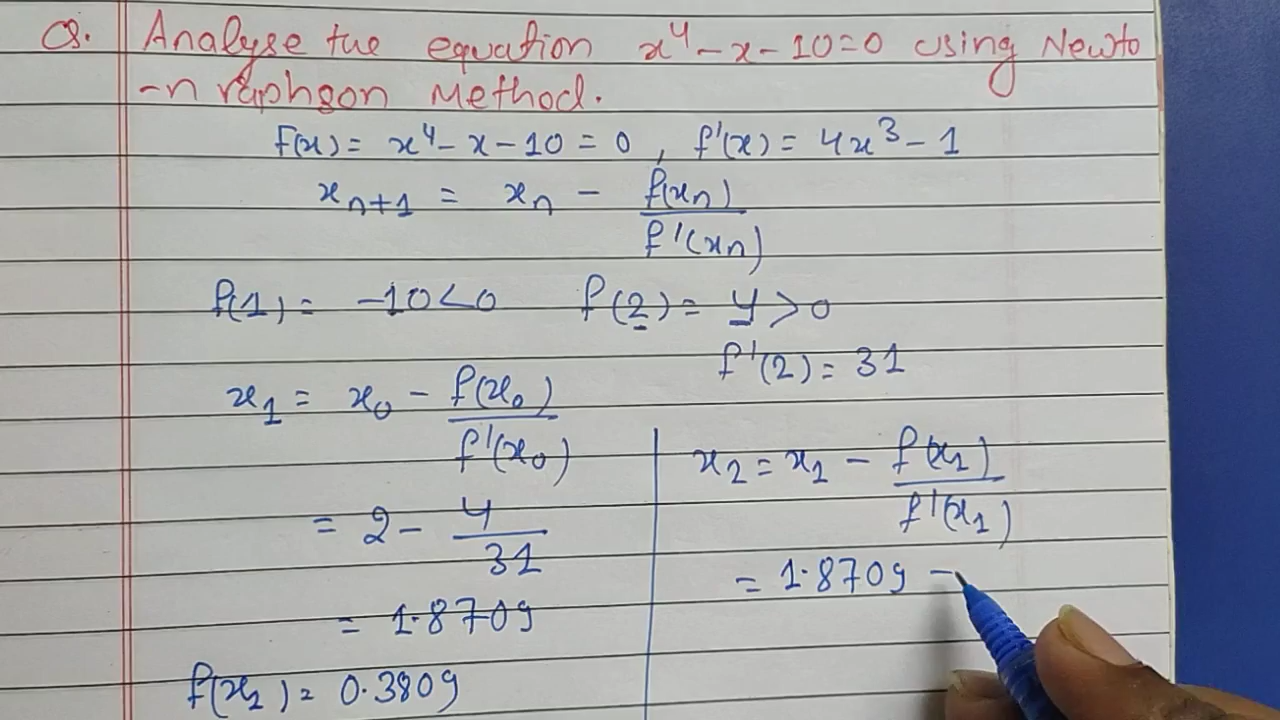 Q. Analyse the equation x⁴-x-10=0 using Newto
-n raphson Method.
F(x) = x⁴-x-10=0, f'(x) = 4x³-1
xₙ₊₁ = xₙ - f(xₙ)/f'(xₙ)
f(1) = -10<0 f(2) = 4>0
f'(2) = 31
x₁ = x₀ - f(x₀)/f'(x₀)
= 2 - 4/31
= 1.8709
f(x₁) = 0.3809
x₂ = x₁ - f(x₁)/f'(x₁)
= 1.8709 -